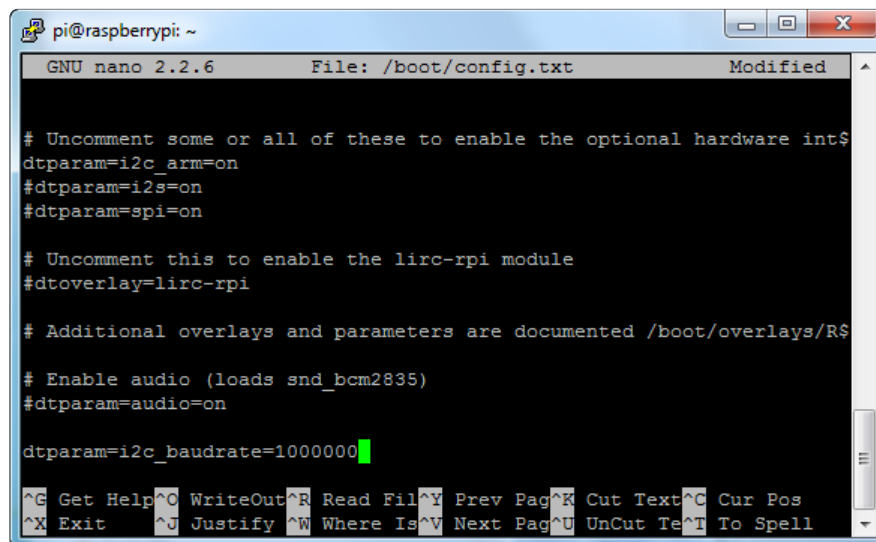 pi@raspberrypi: ~
GNU nano 2.2.6 File: /boot/config.txt Modified
# Uncomment some or all of these to enable the optional hardware int$
dtparam=i2c_arm=on
#dtparam=i2s=on
#dtparam=spi=on
# Uncomment this to enable the lirc-rpi module
#dtoverlay=lirc-rpi
# Additional overlays and parameters are documented /boot/overlays/R$
# Enable audio (loads snd_bcm2835)
#dtparam=audio=on
dtparam=i2c_baudrate=1000000
^G Get Help^O WriteOut^R Read Fil^Y Prev Pag^K Cut Text^C Cur Pos
^X Exit ^J Justify ^W Where Is^V Next Pag^U UnCut Te^T To Spell